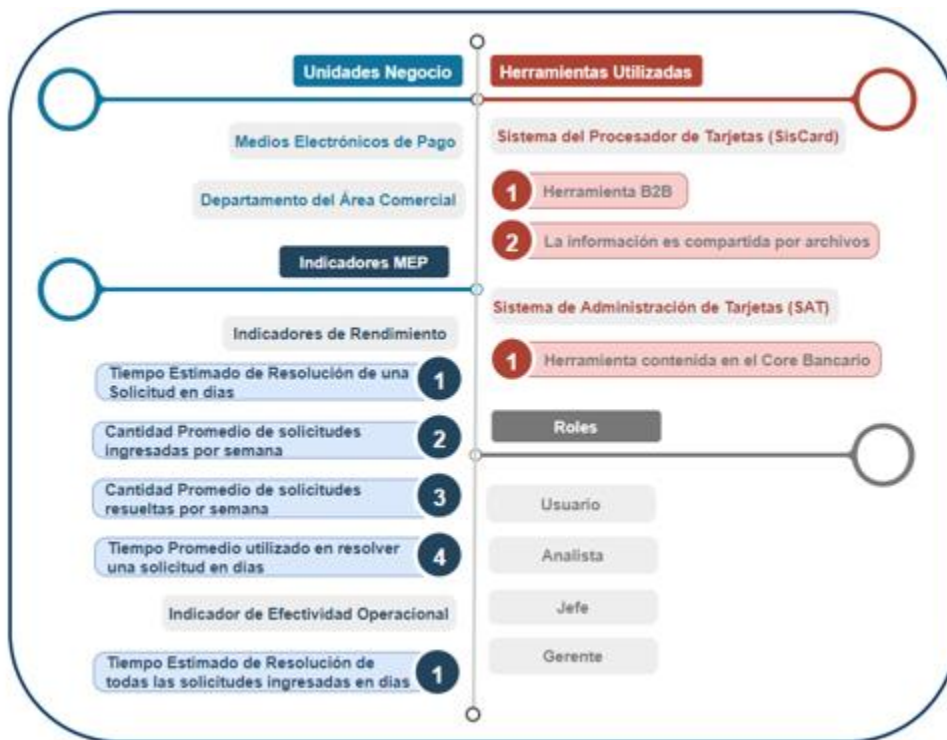 Unidades Negocio
Medios Electrónicos de Pago
Departamento del Área Comercial
Indicadores MEP
Indicadores de Rendimiento
Tiempo Estimado de Resolución de una
Solicitud en dias
1
Cantidad Promedio de solicitudes
ingresadas por semana
2
Cantidad Promedio de solicitudes
resueltas por semana
3
Tiempo Promedio utilizado en resolver
una solicitud en dias
4
Indicador de Efectividad Operacional
Tiempo Estimado de Resolución de
todas las solicitudes ingresadas en dias
1
Herramientas Utilizadas
Sistema del Procesador de Tarjetas (SisCard)
1 Herramienta B2B
2 La información es compartida por archivos
Sistema de Administración de Tarjetas (SAT)
1 Herramienta contenida en el Core Bancario
Roles
Usuario
Analista
Jefe
Gerente